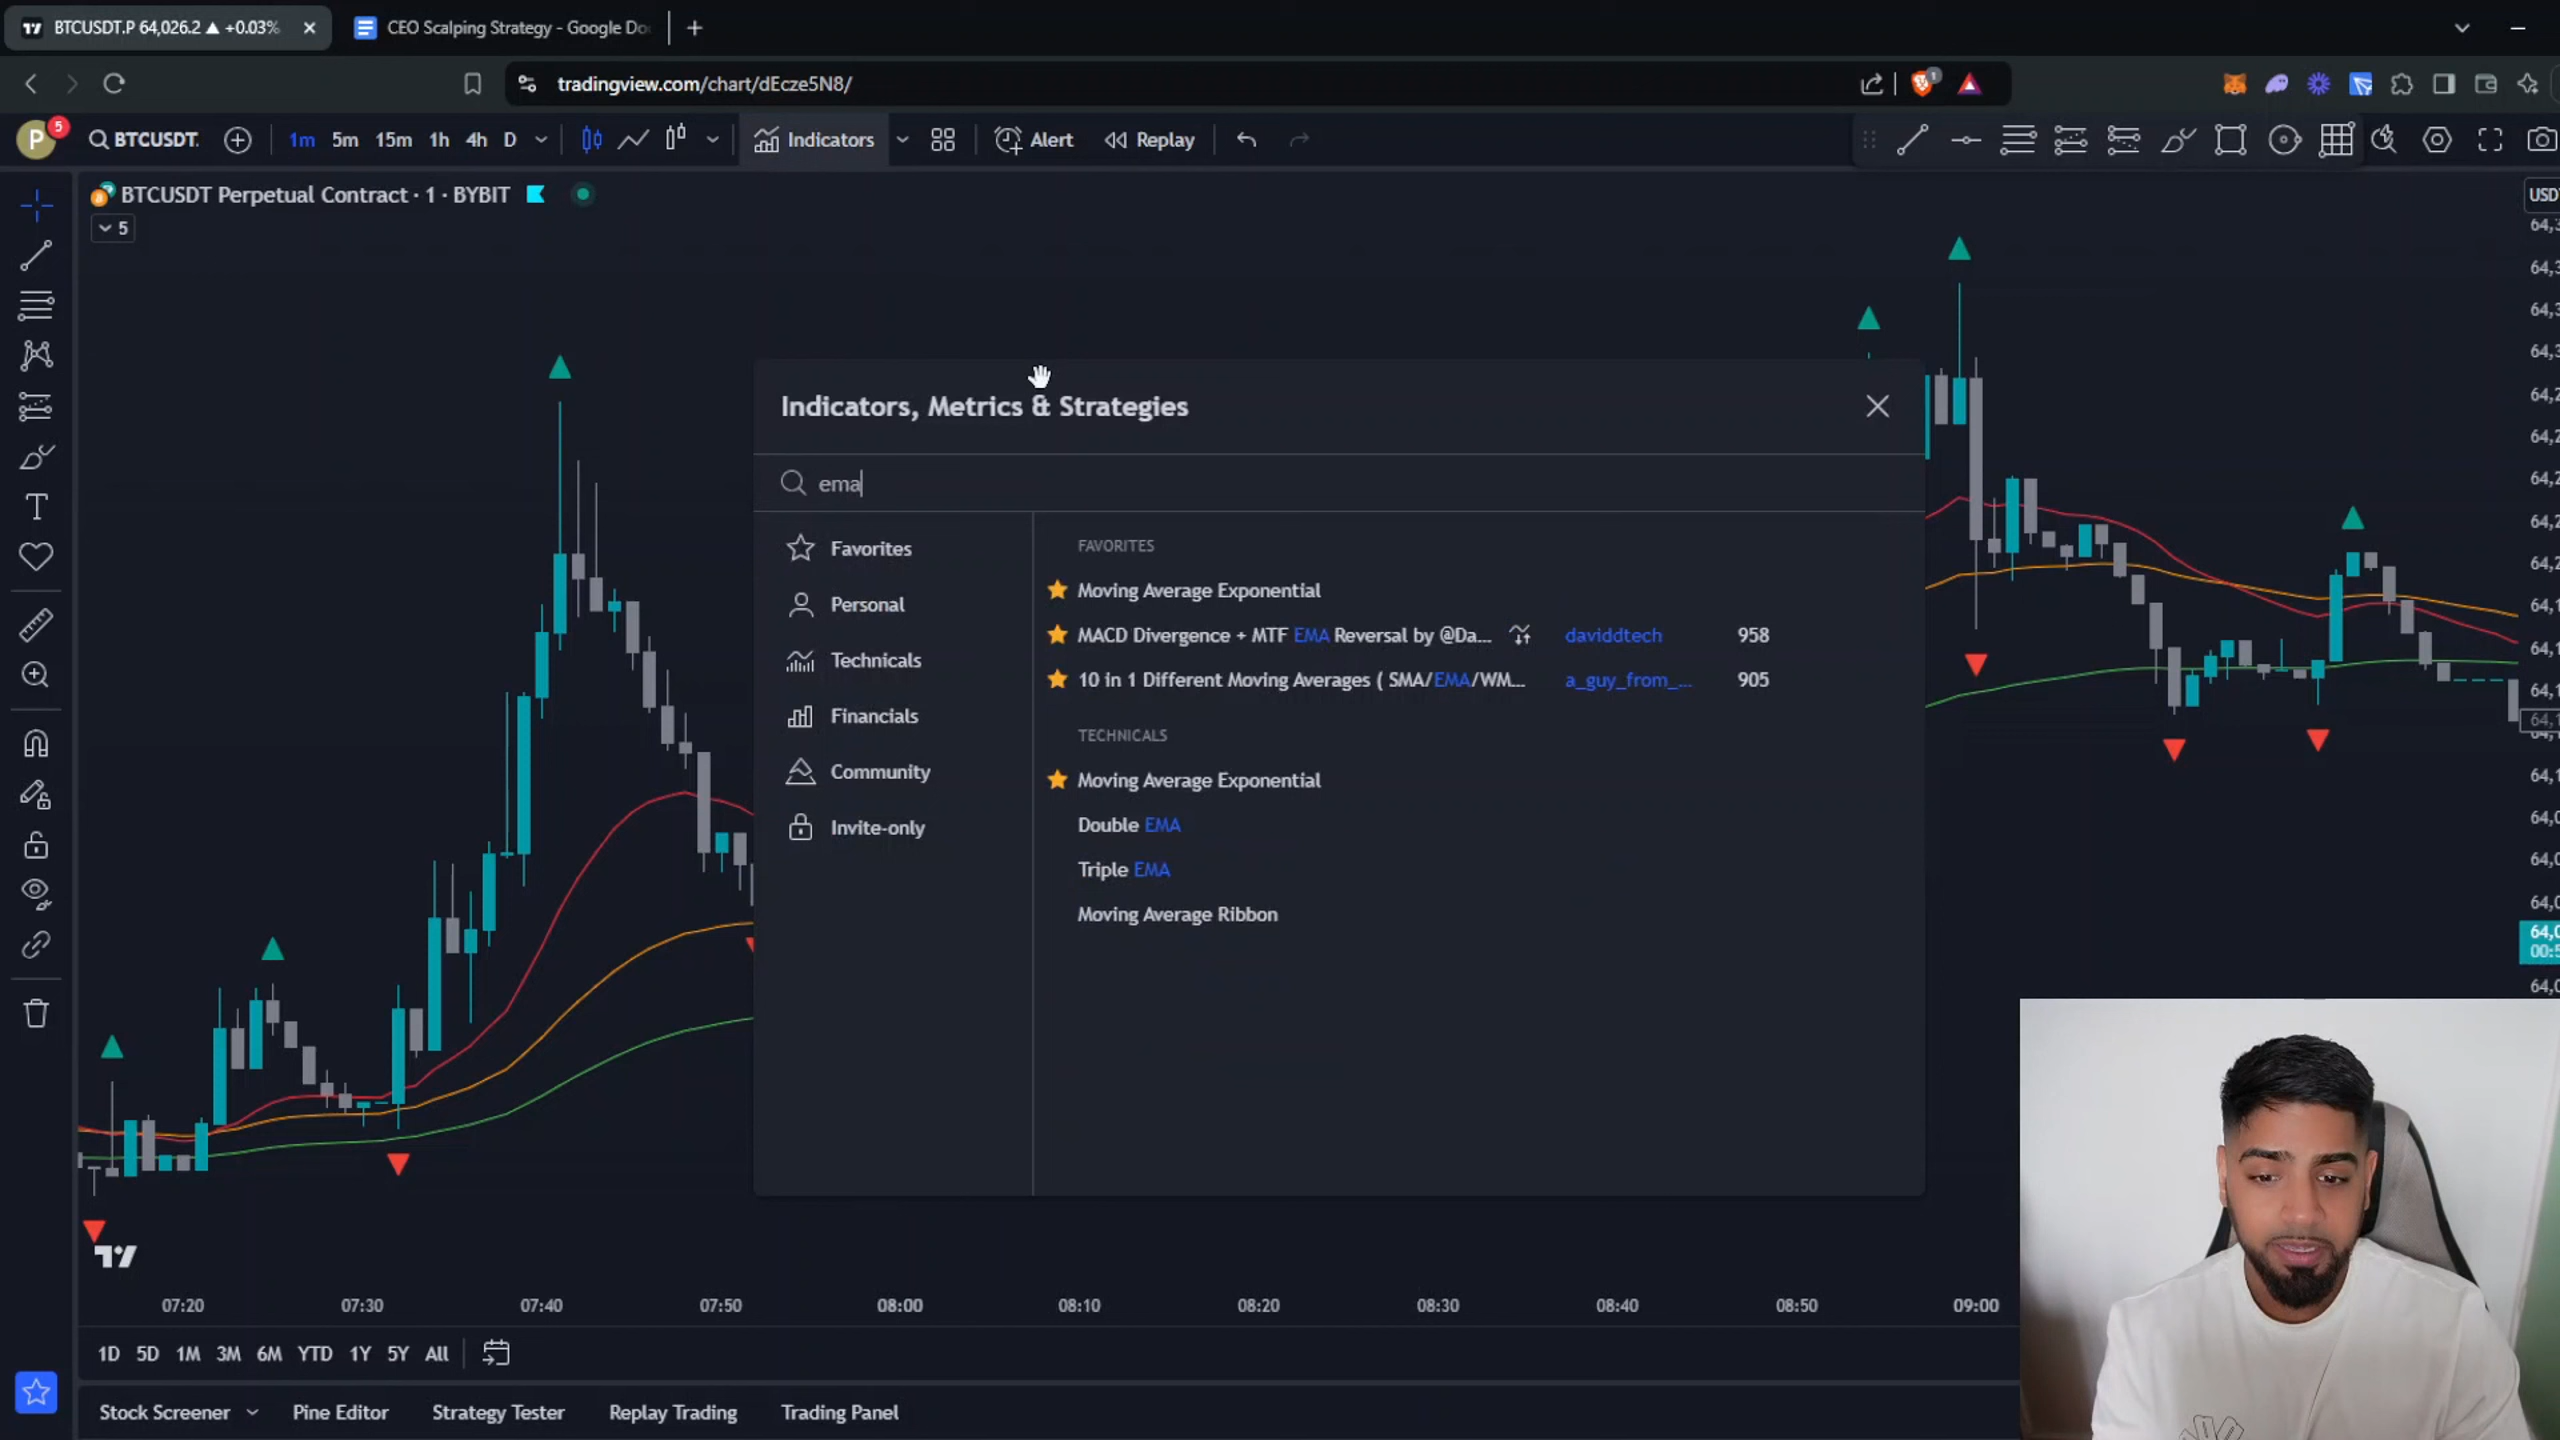 BTCUSDT.P 64,026.2 ▲ +0.03%
CEO Scalping Strategy - Google Do
tradingview.com/chart/dEcze5N8/
1
P
5
BTCUSDT.
1m 5m 15m 1h 4h D
Indicators
Alert
Replay
BTCUSDT Perpetual Contract · 1 · BYBIT
5
USD
Indicators, Metrics & Strategies
ema
Favorites
Personal
Technicals
Financials
Community
Invite-only
FAVORITES
Moving Average Exponential
MACD Divergence + MTF EMA Reversal by @Da... daviddtech 958
10 in 1 Different Moving Averages ( SMA/EMA/WM... a_guy_from_... 905
TECHNICALS
Moving Average Exponential
Double EMA
Triple EMA
Moving Average Ribbon
07:20 07:30 07:40 07:50 08:00 08:10 08:20 08:30 08:40 08:50 09:00
1D 5D 1M 3M 6M YTD 1Y 5Y All
Stock Screener Pine Editor Strategy Tester Replay Trading Trading Panel